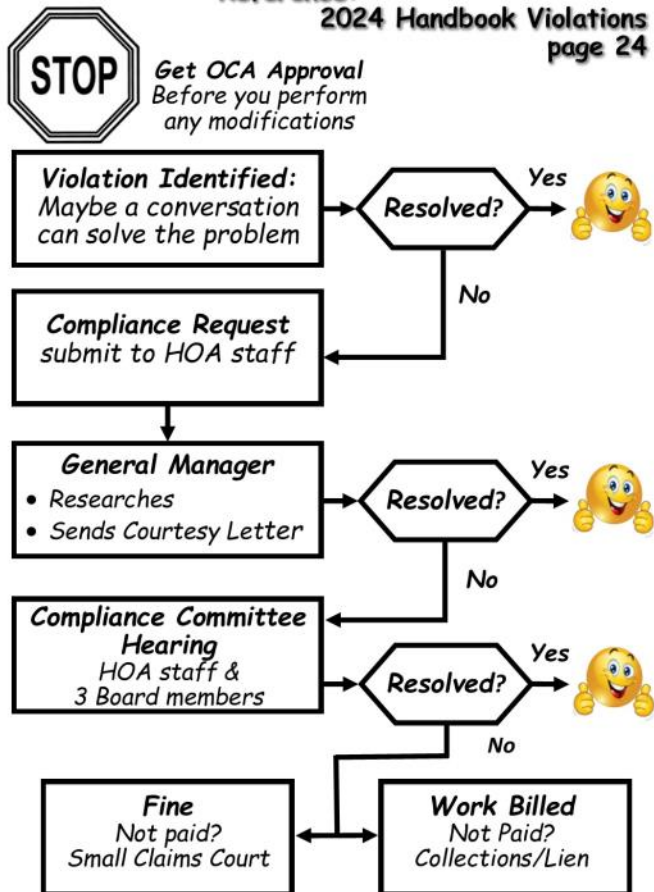 2024 Handbook Violations
page 24
STOP
Get OCA Approval
Before you perform
any modifications
Violation Identified:
Maybe a conversation
can solve the problem
Resolved?
Yes
No
Compliance Request
submit to HOA staff
General Manager
• Researches
• Sends Courtesy Letter
Resolved?
Yes
No
Compliance Committee
Hearing
HOA staff &
3 Board members
Resolved?
Yes
No
Fine
Not paid?
Small Claims Court
Work Billed
Not Paid?
Collections/Lien